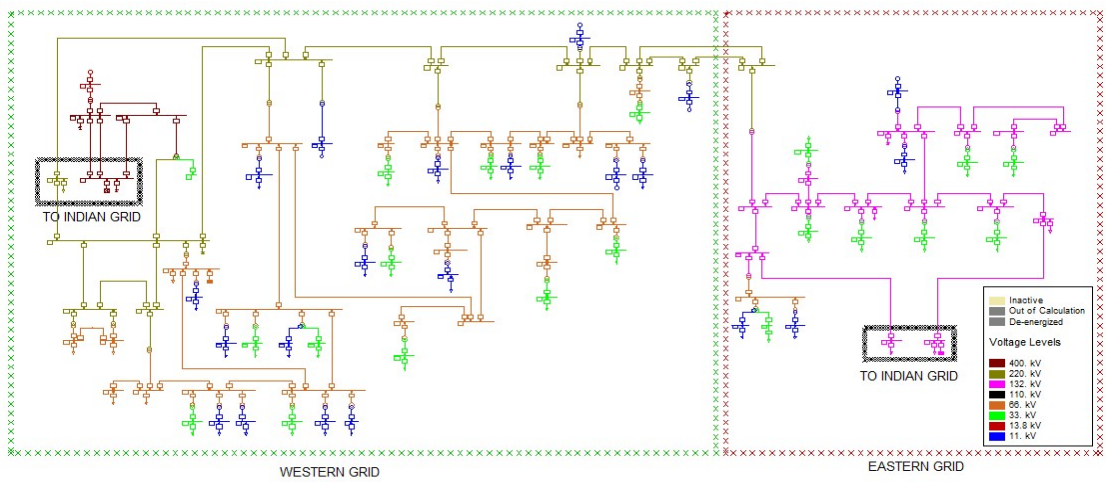 TO INDIAN GRID
Inactive
Out of Calculation
De-energized
Voltage Levels
400. kV
220. kV
132. kV
110. kV
66. kV
33. kV
13.8 kV
11. kV
TO INDIAN GRID
WESTERN GRID
EASTERN GRID